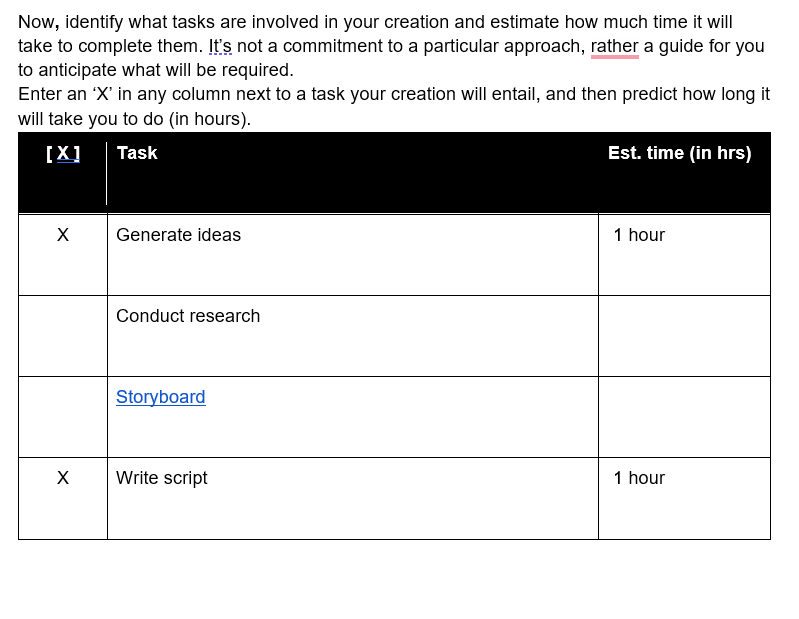 Now, identify what tasks are involved in your creation and estimate how much time it will
take to complete them. It's not a commitment to a particular approach, rather a guide for you
to anticipate what will be required.
Enter an ‘X’ in any column next to a task your creation will entail, and then predict how long it
will take you to do (in hours).
[ X ] Task Est. time (in hrs)
X Generate ideas 1 hour
Conduct research
Storyboard
X Write script 1 hour